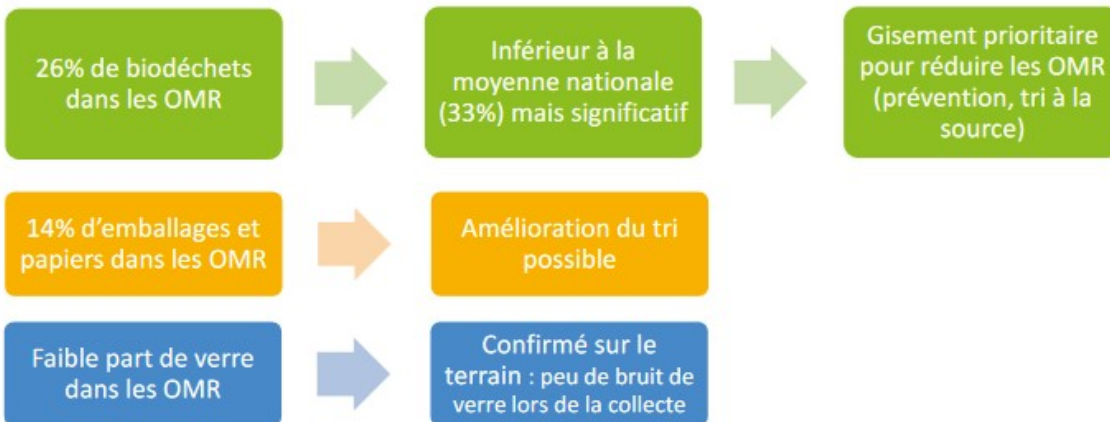 26% de biodéchets
dans les OMR
Inférieur à la
moyenne nationale
(33%) mais significatif
Gisement prioritaire
pour réduire les OMR
(prévention, tri à la
source)
14% d’emballages et
papiers dans les OMR
Amélioration du tri
possible
Faible part de verre
dans les OMR
Confirmé sur le
terrain : peu de bruit de
verre lors de la collecte